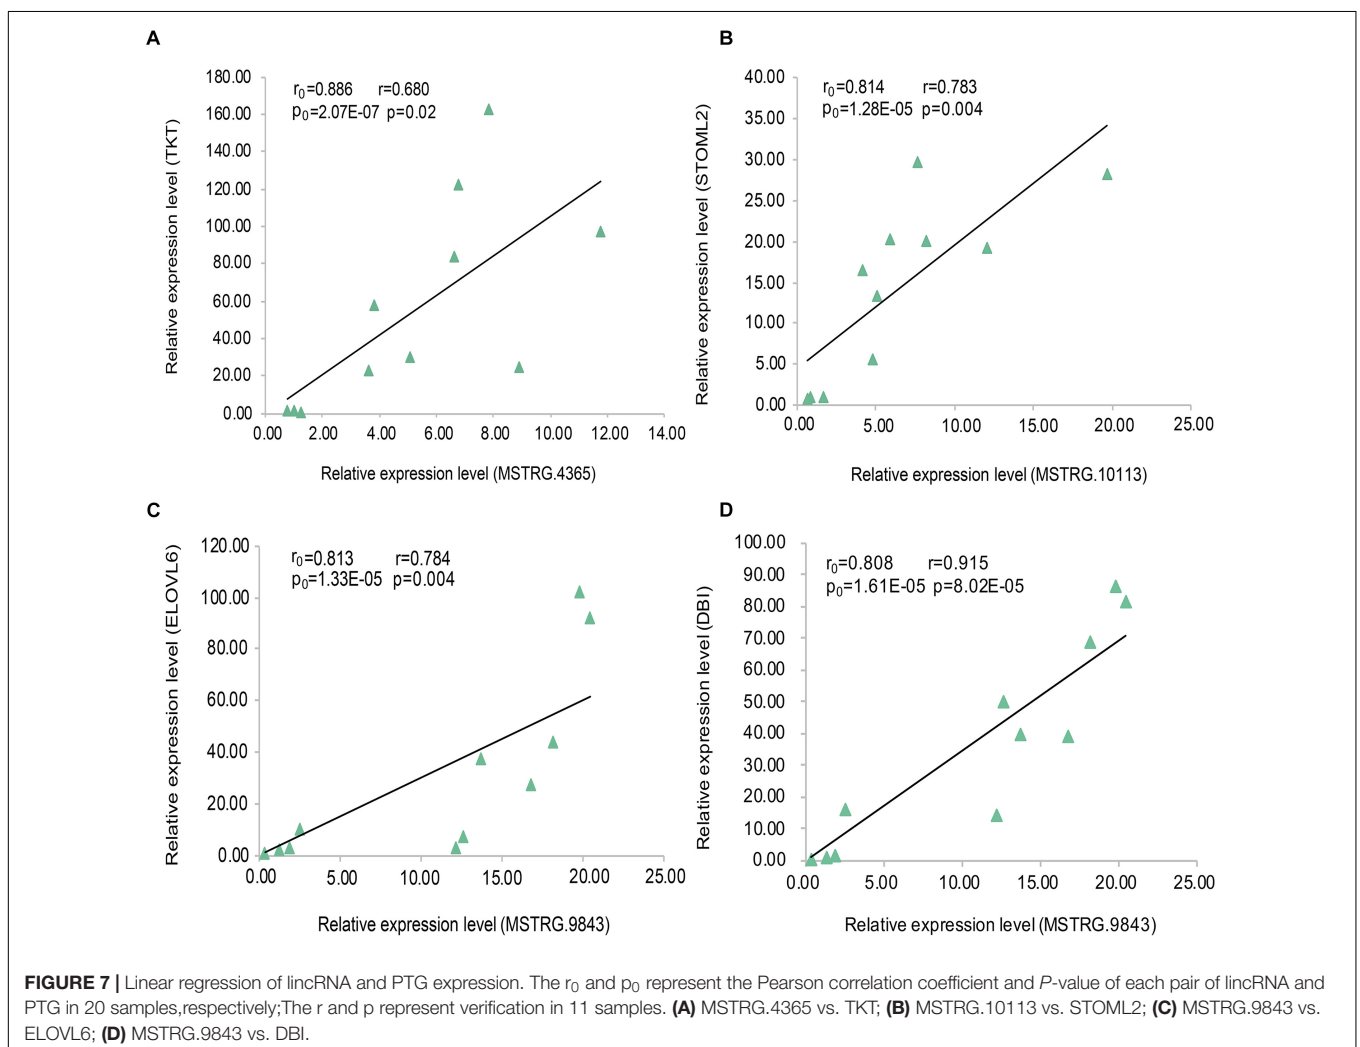 A
r0=0.886 r=0.680
p0=2.07E-07 p=0.02
Relative expression level (TKT)
180.00
160.00
140.00
120.00
100.00
80.00
60.00
40.00
20.00
0.00
0.00 2.00 4.00 6.00 8.00 10.00 12.00 14.00
Relative expression level (MSTRG.4365)
B
r0=0.814 r=0.783
p0=1.28E-05 p=0.004
Relative expression level (STOML2)
40.00
35.00
30.00
25.00
20.00
15.00
10.00
5.00
0.00
0.00 5.00 10.00 15.00 20.00 25.00
Relative expression level (MSTRG.10113)
C
r0=0.813 r=0.784
p0=1.33E-05 p=0.004
Relative expression level (ELOVL6)
120.00
100.00
80.00
60.00
40.00
20.00
0.00
0.00 5.00 10.00 15.00 20.00 25.00
Relative expression level (MSTRG.9843)
D
r0=0.808 r=0.915
p0=1.61E-05 p=8.02E-05
Relative expression level (DBI)
100.00
90.00
80.00
70.00
60.00
50.00
40.00
30.00
20.00
10.00
0.00
0.00 5.00 10.00 15.00 20.00 25.00
Relative expression level (MSTRG.9843)
FIGURE 7 | Linear regression of lincRNA and PTG expression. The r0 and p0 represent the Pearson correlation coefficient and P-value of each pair of lincRNA and
PTG in 20 samples,respectively;The r and p represent verification in 11 samples. (A) MSTRG.4365 vs. TKT; (B) MSTRG.10113 vs. STOML2; (C) MSTRG.9843 vs.
ELOVL6; (D) MSTRG.9843 vs. DBI.